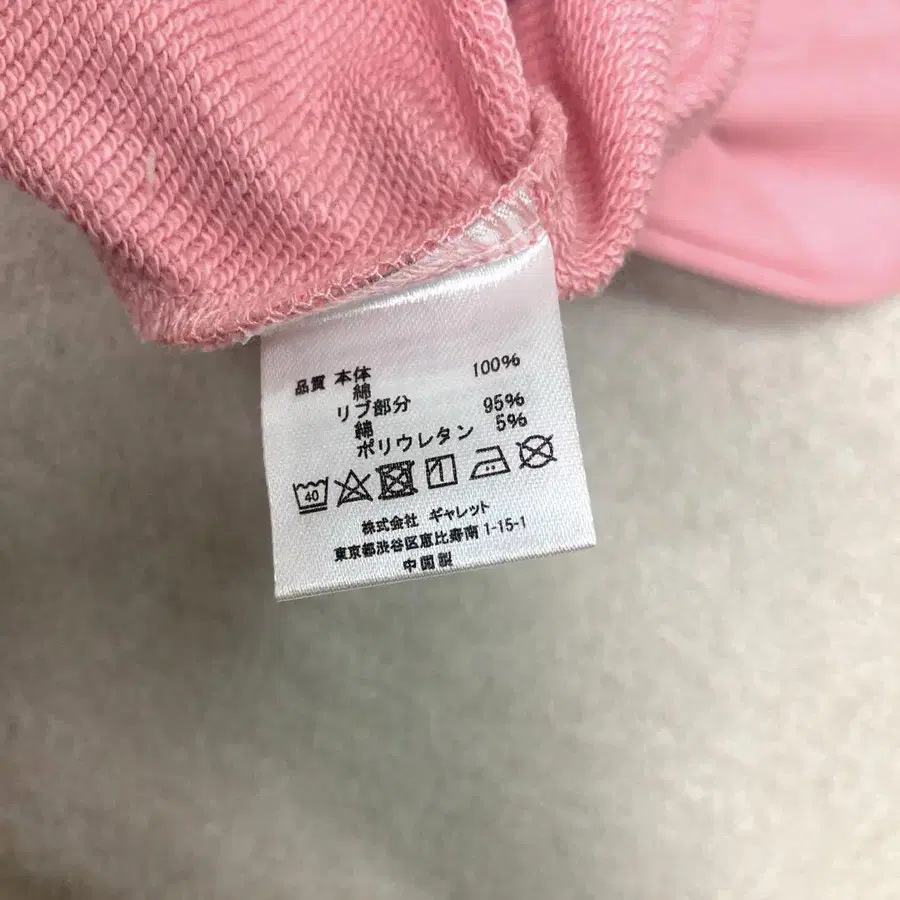 品質 本体
綿 100%
リブ部分
綿 95%
ポリウレタン 5%
40
株式会社 ギャレット
東京都渋谷区恵比寿南 1-15-1
中国製